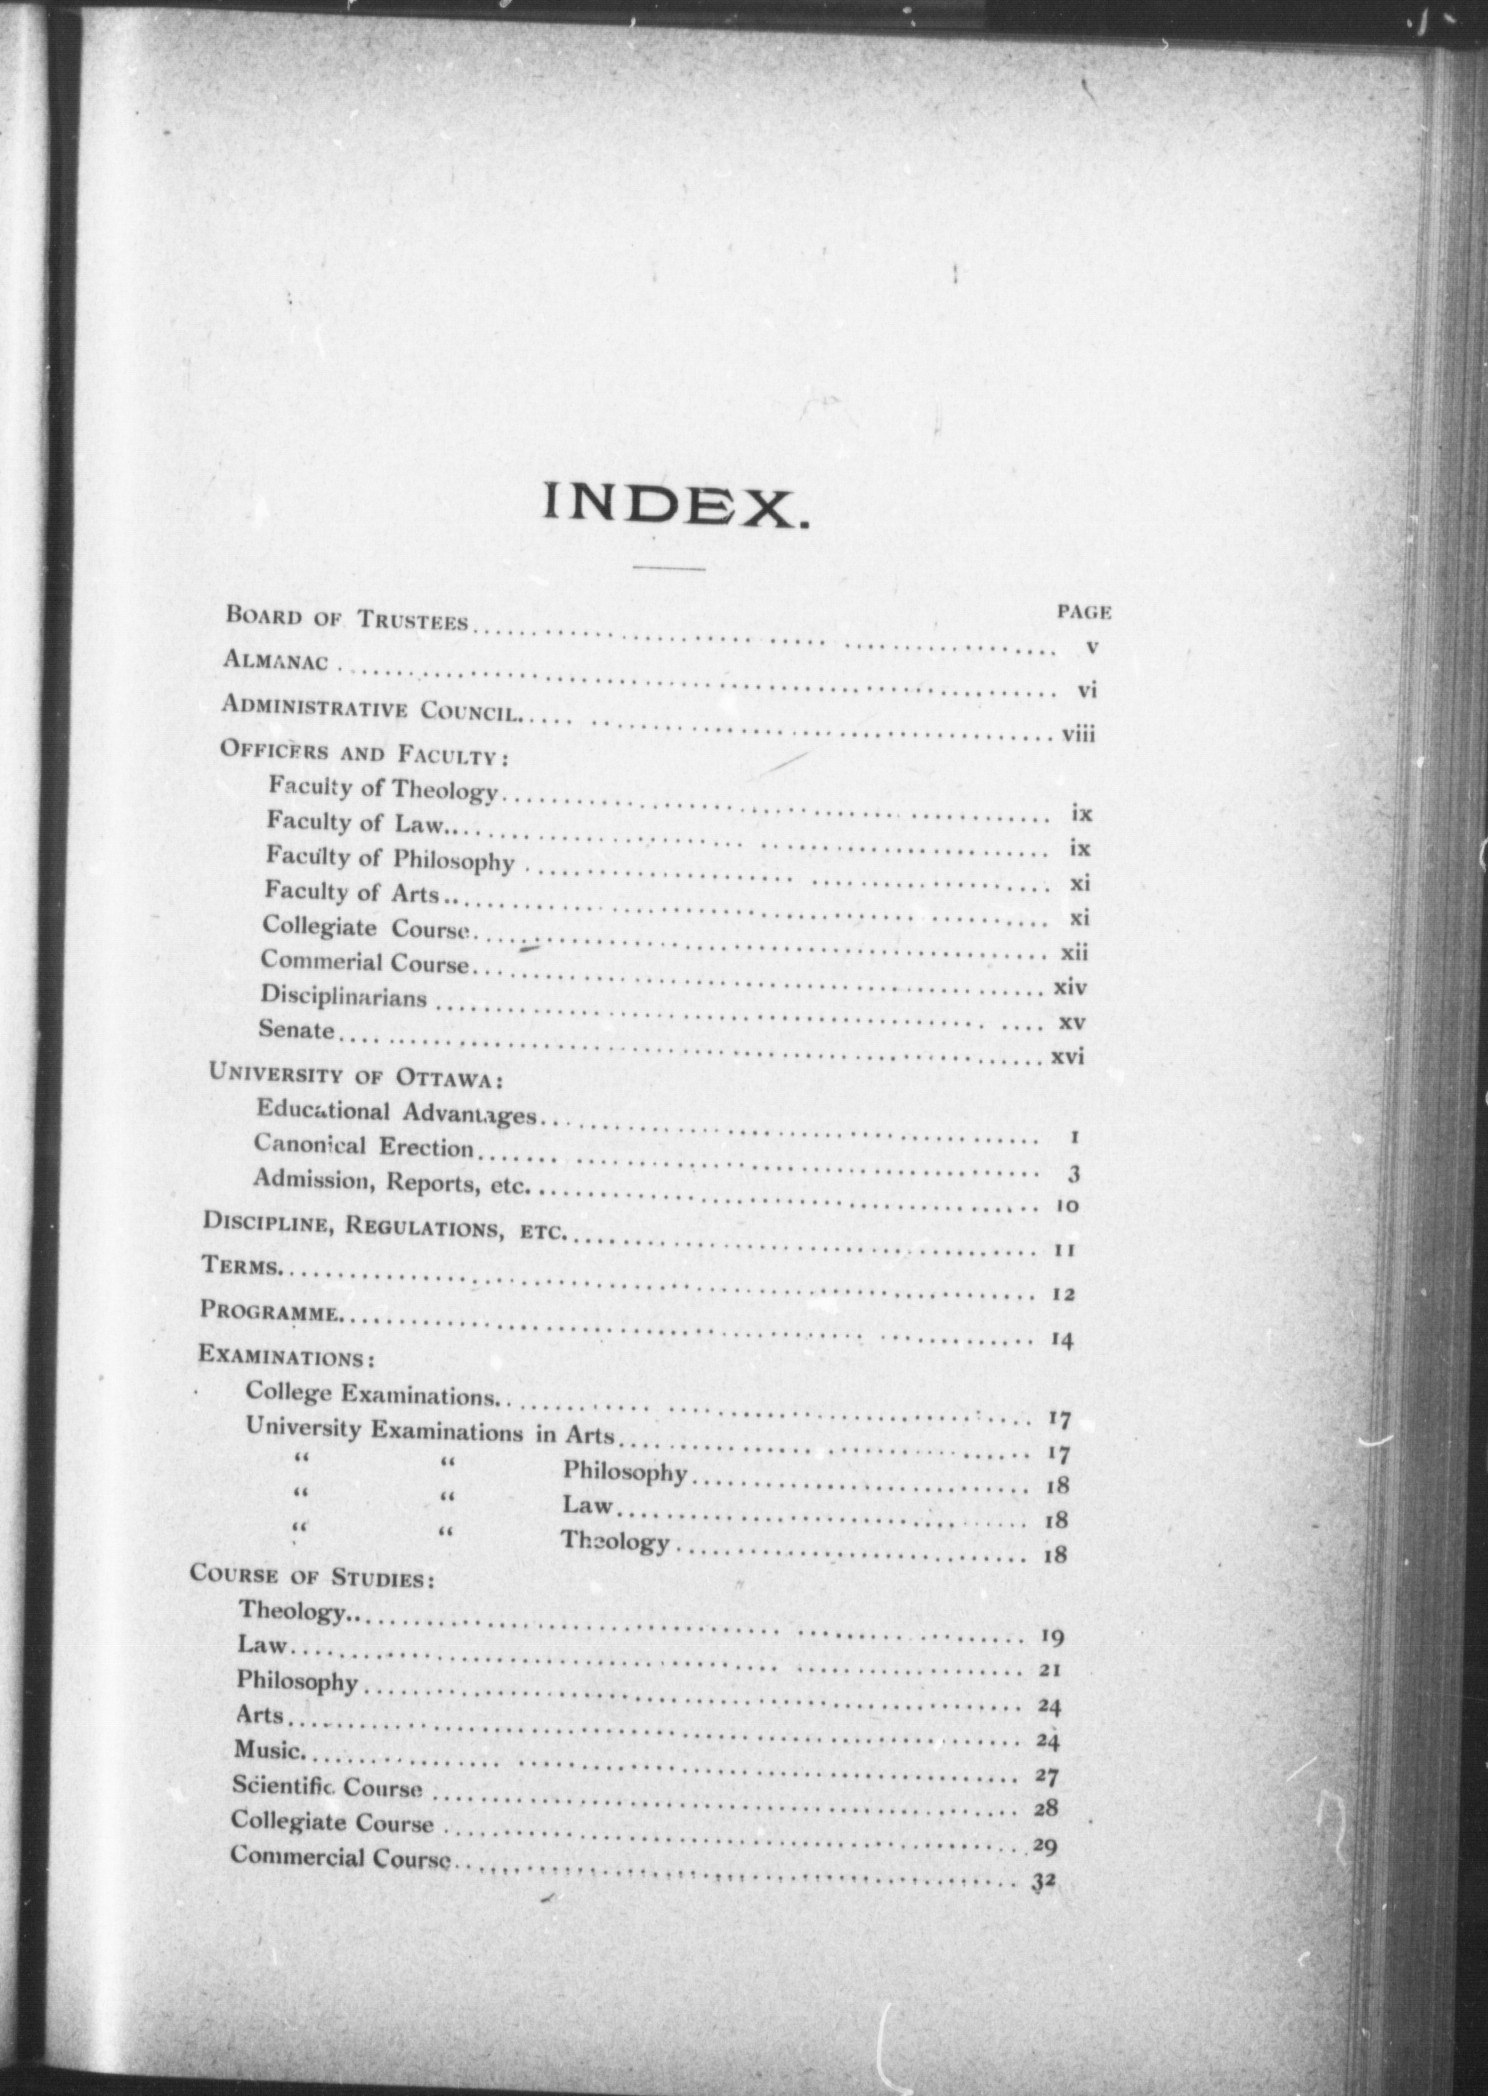 INDEX.
PAGE
BOARD OF TRUSTEES.................... v
ALMANAC.................... vi
ADMINISTRATIVE COUNCIL.................... viii
OFFICERS AND FACULTY:
Faculty of Theology.................... ix
Faculty of Law.................... ix
Faculty of Philosophy.................... xi
Faculty of Arts.................... xi
Collegiate Course.................... xii
Commerial Course.................... xiv
Disciplinarians.................... xv
Senate.................... xvi
UNIVERSITY OF OTTAWA:
Educational Advantages.................... 1
Canonical Erection.................... 3
Admission, Reports, etc.................... 10
DISCIPLINE, REGULATIONS, ETC.................... 11
TERMS.................... 12
PROGRAMME.................... 14
EXAMINATIONS:
College Examinations.................... 17
University Examinations in Arts.................... 17
“ “ Philosophy.................... 18
“ “ Law.................... 18
“ “ Theology.................... 18
COURSE OF STUDIES:
Theology.................... 19
Law.................... 21
Philosophy.................... 24
Arts.................... 24
Music.................... 27
Scientific Course.................... 28
Collegiate Course.................... 29
Commercial Course.................... 32